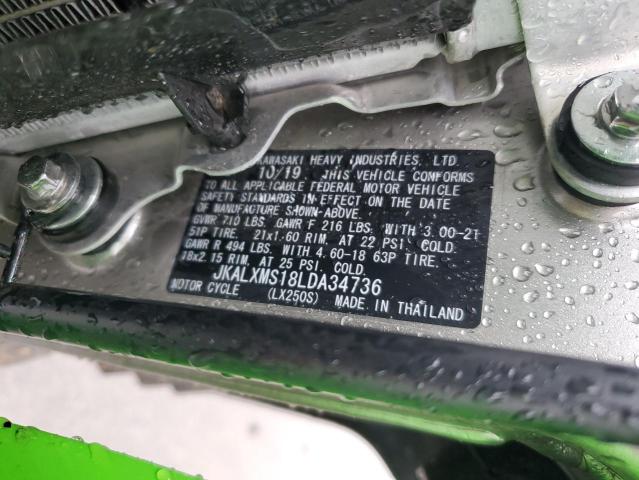 KAWASAKI HEAVY INDUSTRIES, LTD.
10/19 THIS VEHICLE CONFORMS
TO ALL APPLICABLE FEDERAL MOTOR VEHICLE
SAFETY STANDARDS IN EFFECT ON THE DATE
OF MANUFACTURE SHOWN ABOVE.
GVWR 710 LBS. GAWR F 216 LBS. WITH 3.00-21
51P TIRE. 21x1.60 RIM. AT 22 PSI. COLD.
GAWR R 494 LBS. WITH 4.60-18 63P TIRE.
18x2.15 RIM. AT 25 PSI. COLD.
JKALXMS18LDA34736
MOTOR CYCLE (LX250S) MADE IN THAILAND